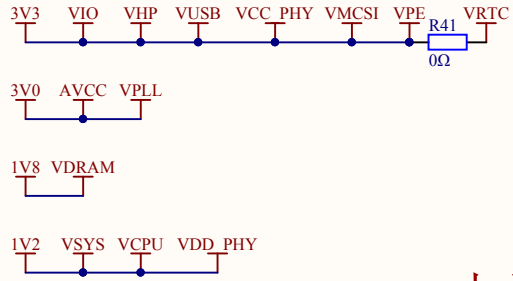 3V3 VIO VHP VUSB VCC_PHY VMCSI VPE R41 VRTC
0Ω
3V0 AVCC VPLL
1V8 VDRAM
1V2 VSYS VCPU VDD_PHY